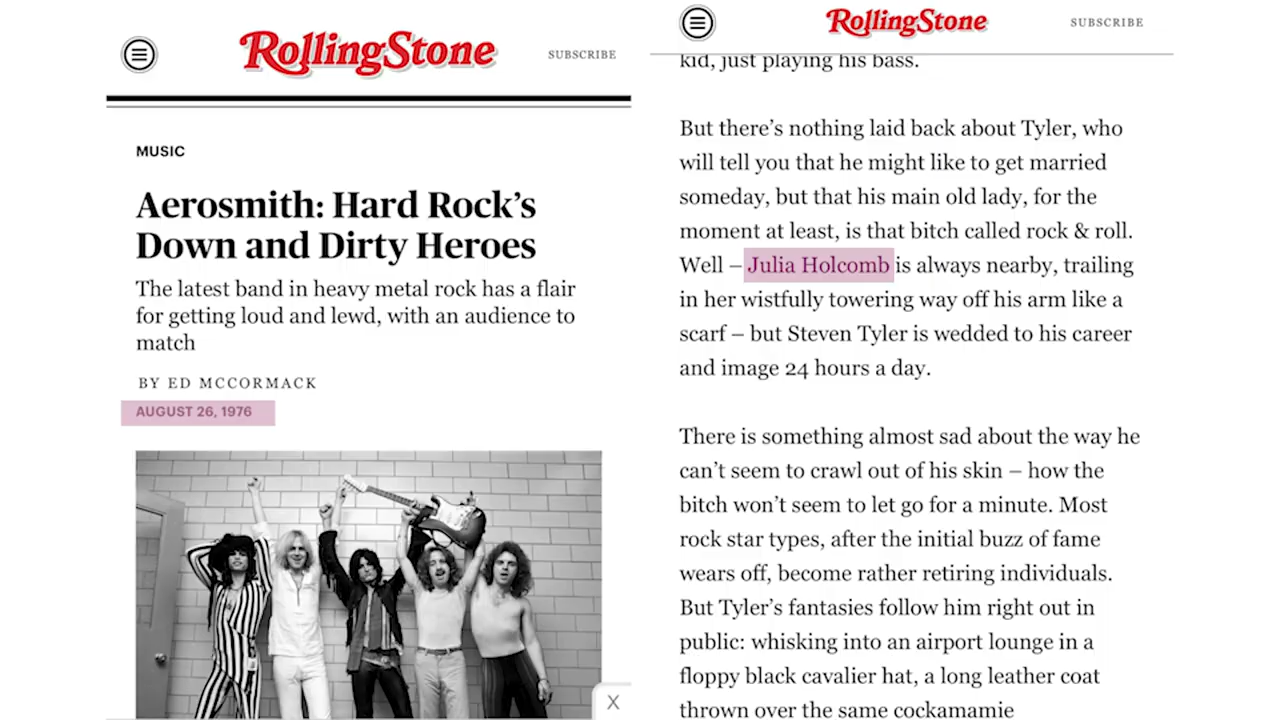 RollingStone
SUBSCRIBE
MUSIC
Aerosmith: Hard Rock’s
Down and Dirty Heroes
The latest band in heavy metal rock has a flair
for getting loud and lewd, with an audience to
match
BY ED MCCORMACK
AUGUST 26, 1976
X
RollingStone
SUBSCRIBE
kid, just playing his bass.
But there’s nothing laid back about Tyler, who
will tell you that he might like to get married
someday, but that his main old lady, for the
moment at least, is that bitch called rock & roll.
Well – Julia Holcomb is always nearby, trailing
in her wistfully towering way off his arm like a
scarf – but Steven Tyler is wedded to his career
and image 24 hours a day.
There is something almost sad about the way he
can’t seem to crawl out of his skin – how the
bitch won’t seem to let go for a minute. Most
rock star types, after the initial buzz of fame
wears off, become rather retiring individuals.
But Tyler’s fantasies follow him right out in
public: whisking into an airport lounge in a
floppy black cavalier hat, a long leather coat
thrown over the same cockamamie